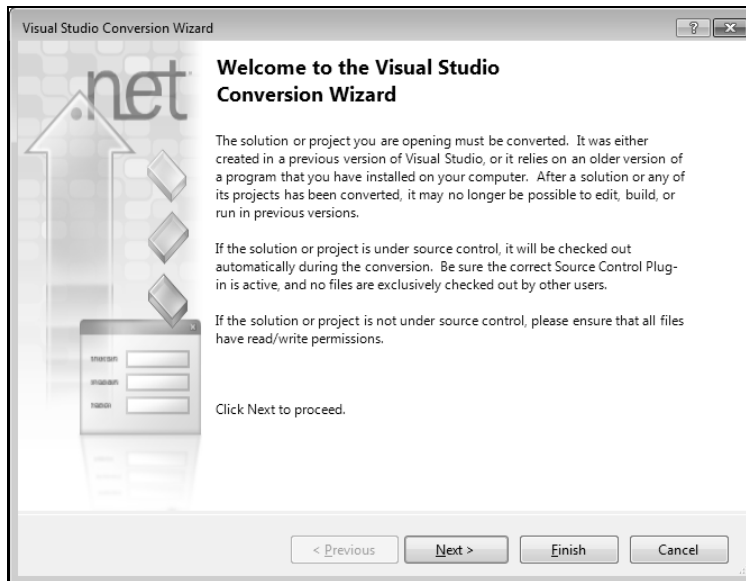 Visual Studio Conversion Wizard
.net
Welcome to the Visual Studio
Conversion Wizard
The solution or project you are opening must be converted.  It was either
created in a previous version of Visual Studio, or it relies on an older version of
a program that you have installed on your computer.  After a solution or any of
its projects has been converted, it may no longer be possible to edit, build, or
run in previous versions.
If the solution or project is under source control, it will be checked out
automatically during the conversion.  Be sure the correct Source Control Plug-
in is active, and no files are exclusively checked out by other users.
If the solution or project is not under source control, please ensure that all files
have read/write permissions.
Click Next to proceed.
< Previous
Next >
Finish
Cancel